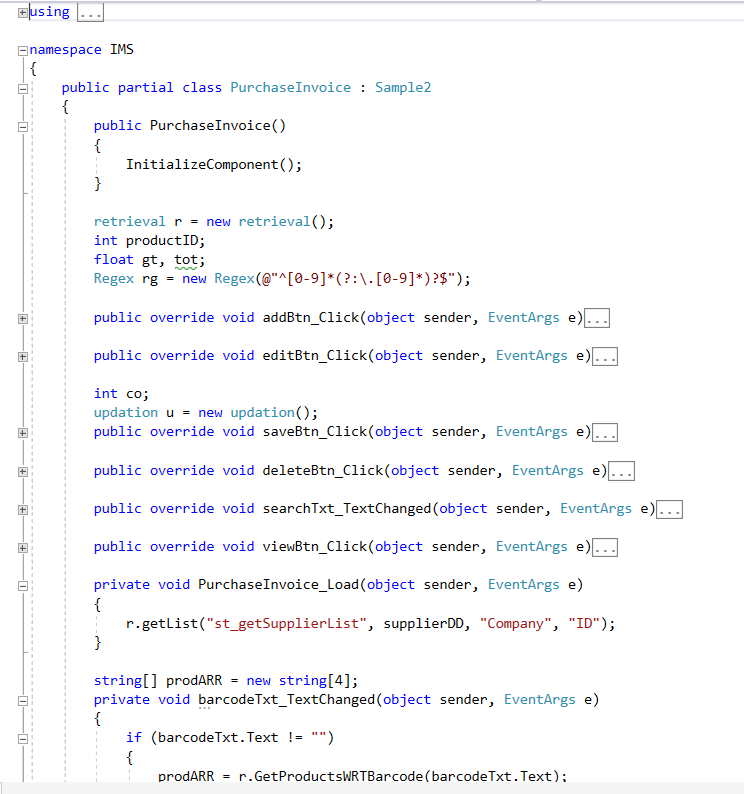 using ...
namespace IMS
{
public partial class PurchaseInvoice : Sample2
{
public PurchaseInvoice()
{
InitializeComponent();
}
retrieval r = new retrieval();
int productID;
float gt, tot;
Regex rg = new Regex(@"^[0-9]*(?:\.[0-9]*)?$");
public override void addBtn_Click(object sender, EventArgs e)...
public override void editBtn_Click(object sender, EventArgs e)...
int co;
updation u = new updation();
public override void saveBtn_Click(object sender, EventArgs e)...
public override void deleteBtn_Click(object sender, EventArgs e)...
public override void searchTxt_TextChanged(object sender, EventArgs e)...
public override void viewBtn_Click(object sender, EventArgs e)...
private void PurchaseInvoice_Load(object sender, EventArgs e)
{
r.getList("st_getSupplierList", supplierDD, "Company", "ID");
}
string[] prodARR = new string[4];
private void barcodeTxt_TextChanged(object sender, EventArgs e)
{
if (barcodeTxt.Text != "")
{
prodARR = r.GetProductsWRTBarcode(barcodeTxt.Text);